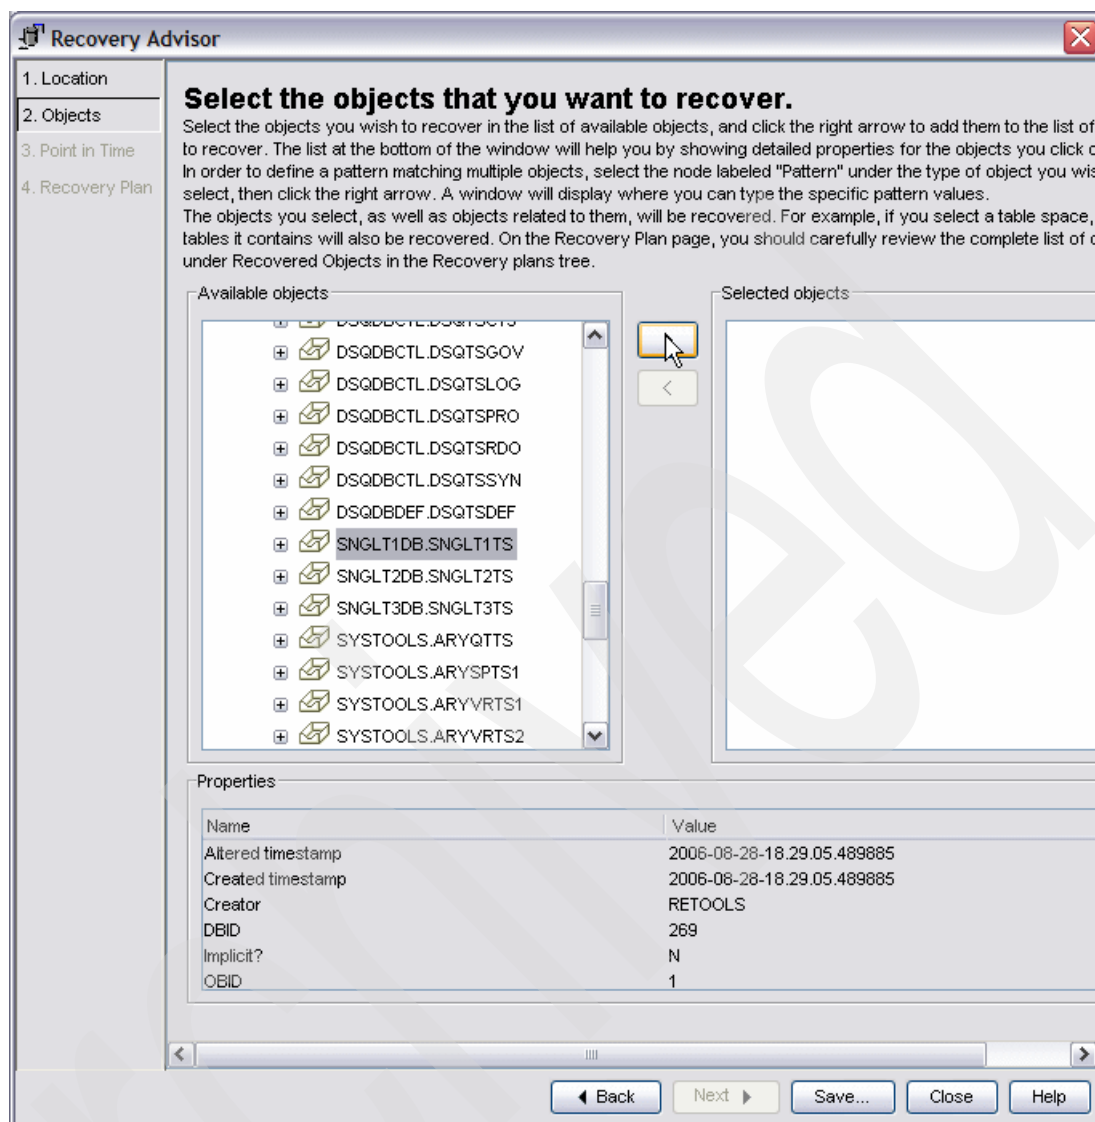 Recovery Advisor
1. Location
2. Objects
3. Point in Time
4. Recovery Plan
Select the objects that you want to recover.
Select the objects you wish to recover in the list of available objects, and click the right arrow to add them to the list of
to recover. The list at the bottom of the window will help you by showing detailed properties for the objects you click
In order to define a pattern matching multiple objects, select the node labeled "Pattern" under the type of object you
select, then click the right arrow. A window will display where you can type the specific pattern values.
The objects you select, as well as objects related to them, will be recovered. For example, if you select a table space,
tables it contains will also be recovered. On the Recovery Plan page, you should carefully review the complete list of
under Recovered Objects in the Recovery plans tree.
Available objects
Selected objects
DSQDBCTL.DSQTSGOV
DSQDBCTL.DSQTSLOG
DSQDBCTL.DSQTSPRO
DSQDBCTL.DSQTSRDO
DSQDBCTL.DSQTSSYN
DSQDBDEF.DSQTSDEF
SNGLT1DB.SNGLT1TS
SNGLT2DB.SNGLT2TS
SNGLT3DB.SNGLT3TS
SYSTOOLS.ARYQTTS
SYSTOOLS.ARYSPTS1
SYSTOOLS.ARYVRTS1
SYSTOOLS.ARYVRTS2
<
Properties
Name Value
Altered timestamp 2006-08-28-18.29.05.489885
Created timestamp 2006-08-28-18.29.05.489885
Creator RETOOLS
DBID 269
Implicit? N
OBID 1
Back Next Save... Close Help